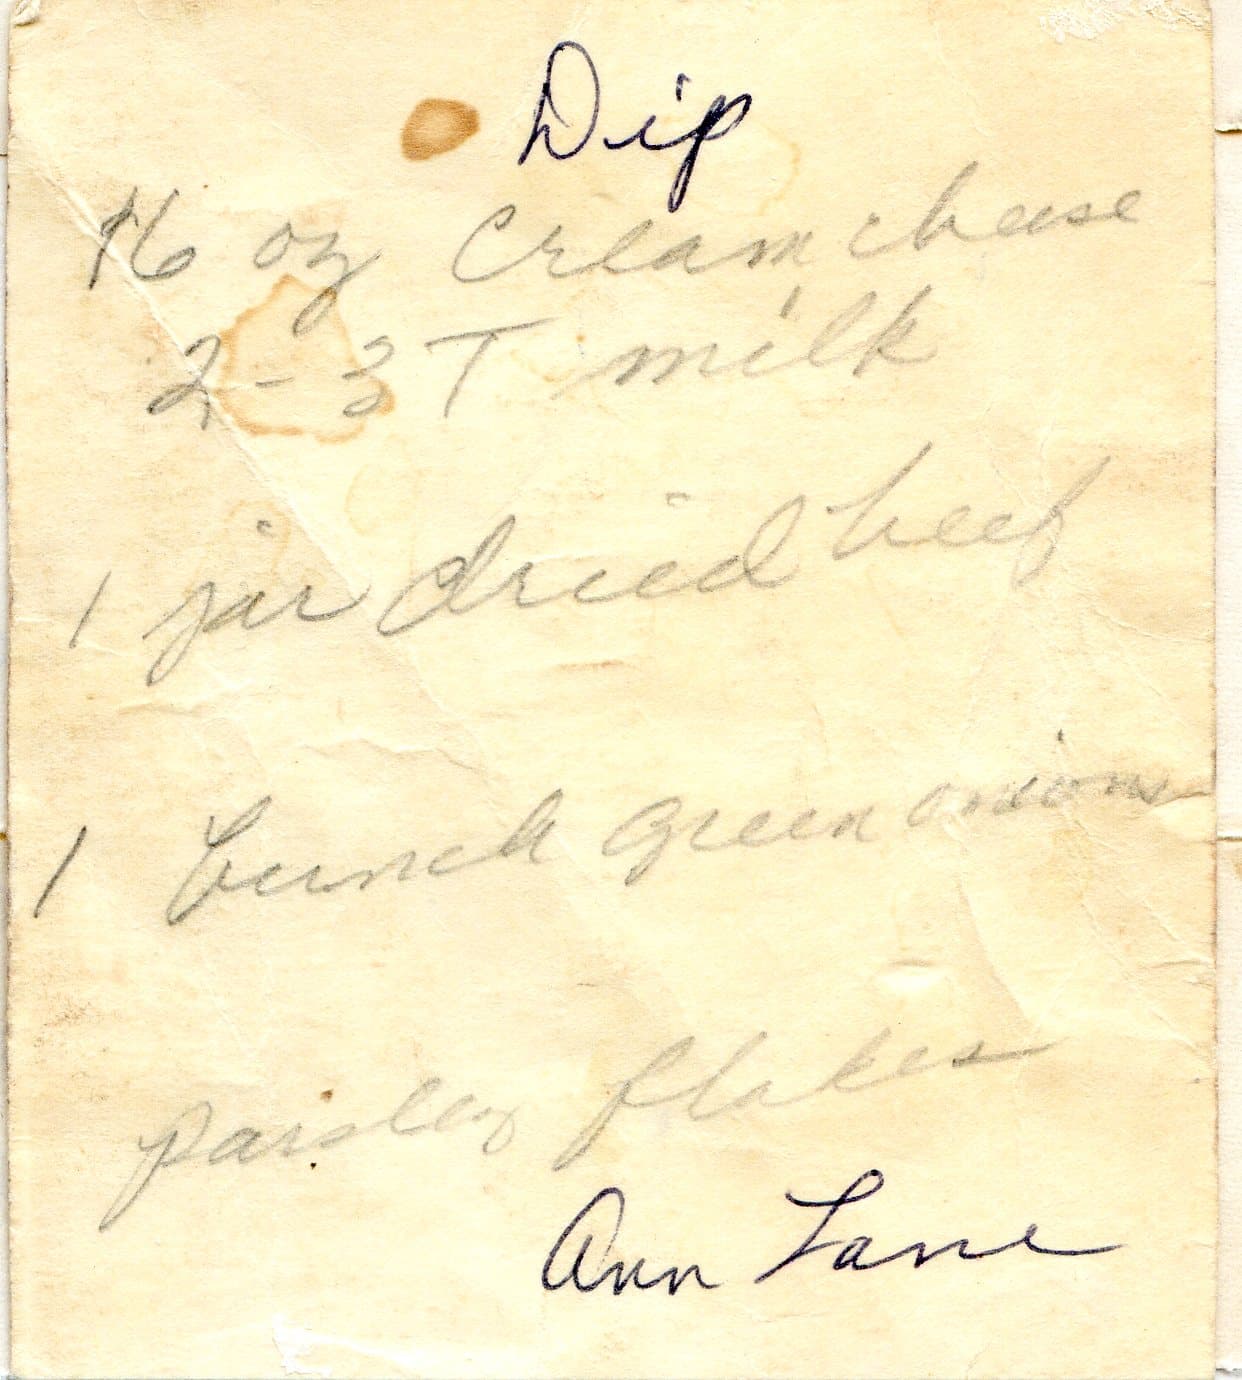 Dip
16 oz Cream cheese
2-3 T milk
1 jar dried beef
1 bunch green onions
parsley flakes
Ann Lane